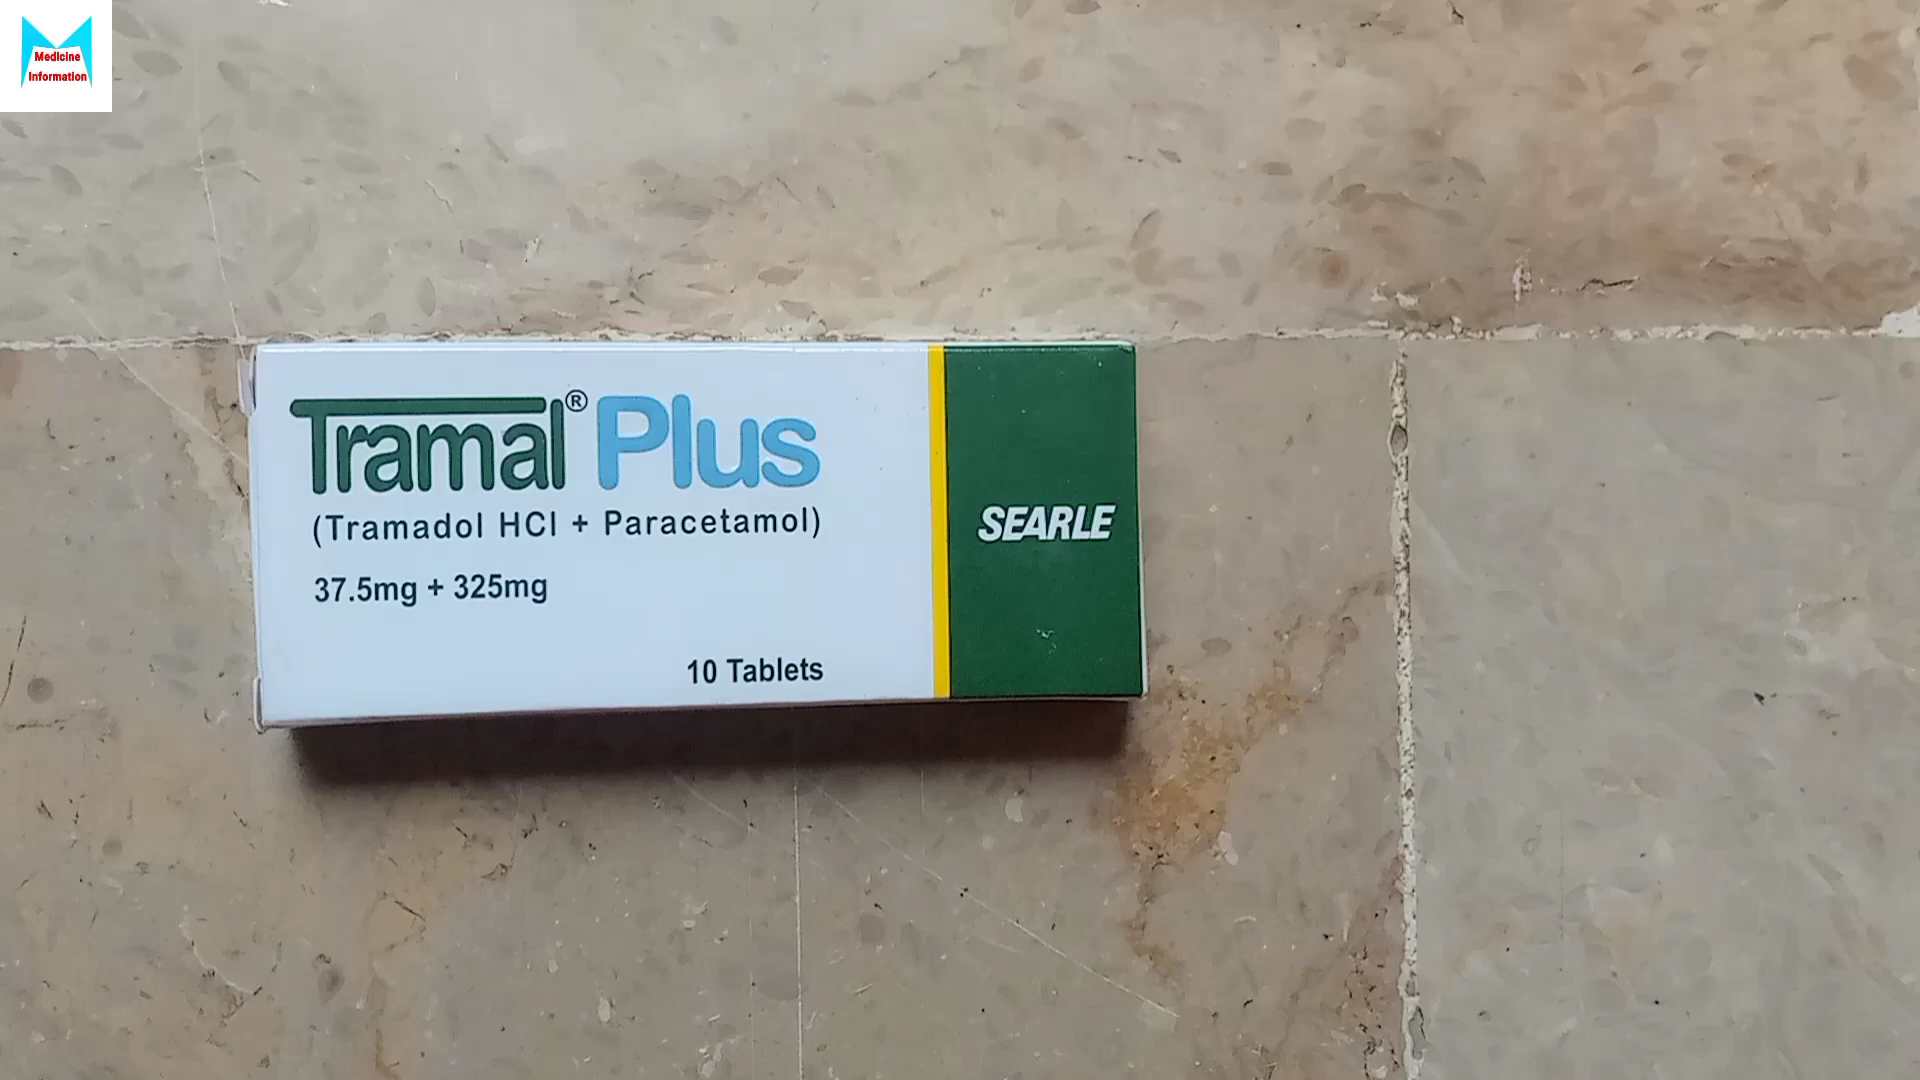 Medicine
Information
Tramal® Plus
(Tramadol HCl + Paracetamol)
37.5mg + 325mg
10 Tablets
SEARLE